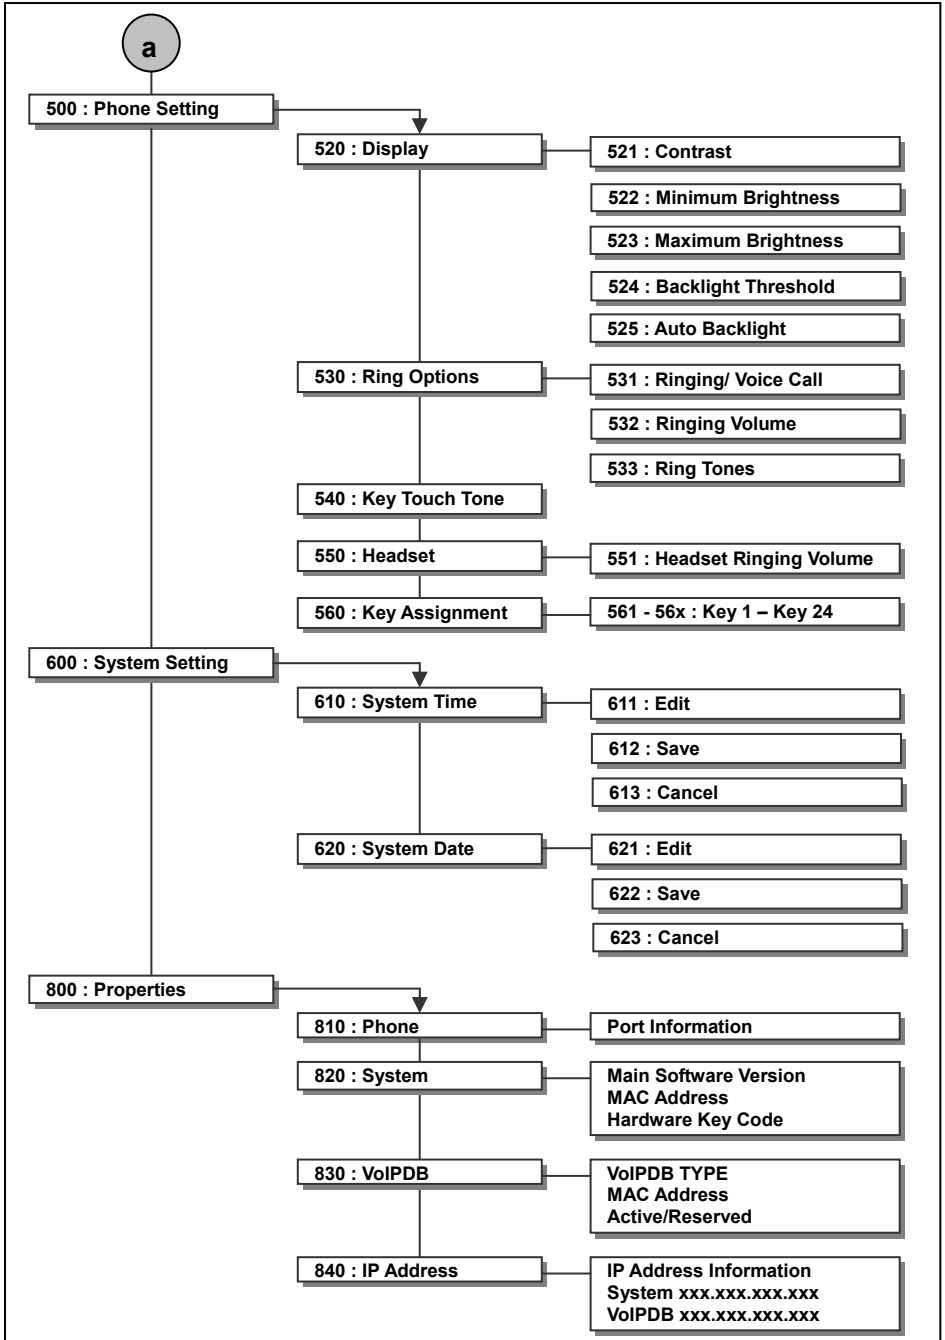 a
500 : Phone Setting
520 : Display
521 : Contrast
522 : Minimum Brightness
523 : Maximum Brightness
524 : Backlight Threshold
525 : Auto Backlight
530 : Ring Options
531 : Ringing/ Voice Call
532 : Ringing Volume
533 : Ring Tones
540 : Key Touch Tone
550 : Headset
551 : Headset Ringing Volume
560 : Key Assignment
561 - 56x : Key 1 – Key 24
600 : System Setting
610 : System Time
611 : Edit
612 : Save
613 : Cancel
620 : System Date
621 : Edit
622 : Save
623 : Cancel
800 : Properties
810 : Phone
Port Information
820 : System
Main Software Version
MAC Address
Hardware Key Code
830 : VoIPDB
VoIPDB TYPE
MAC Address
Active/Reserved
840 : IP Address
IP Address Information
System xxx.xxx.xxx.xxx
VoIPDB xxx.xxx.xxx.xxx